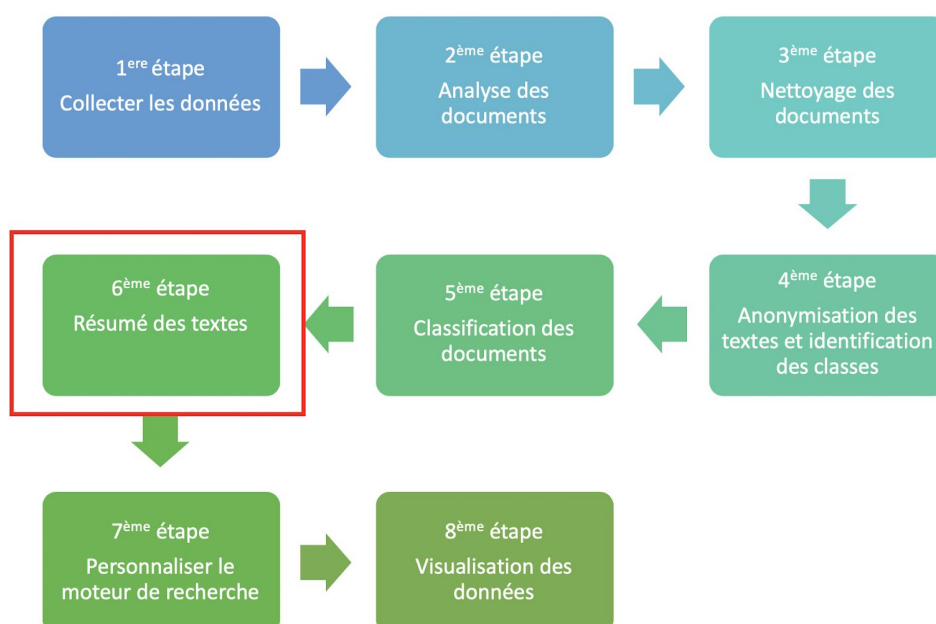 1ere étape
Collecter les données
2ème étape
Analyse des
documents
3ème étape
Nettoyage des
documents
4ème étape
Anonymisation des
textes et identification
des classes
5ème étape
Classification des
documents
6ème étape
Résumé des textes
7ème étape
Personnaliser le
moteur de recherche
8ème étape
Visualisation des
données